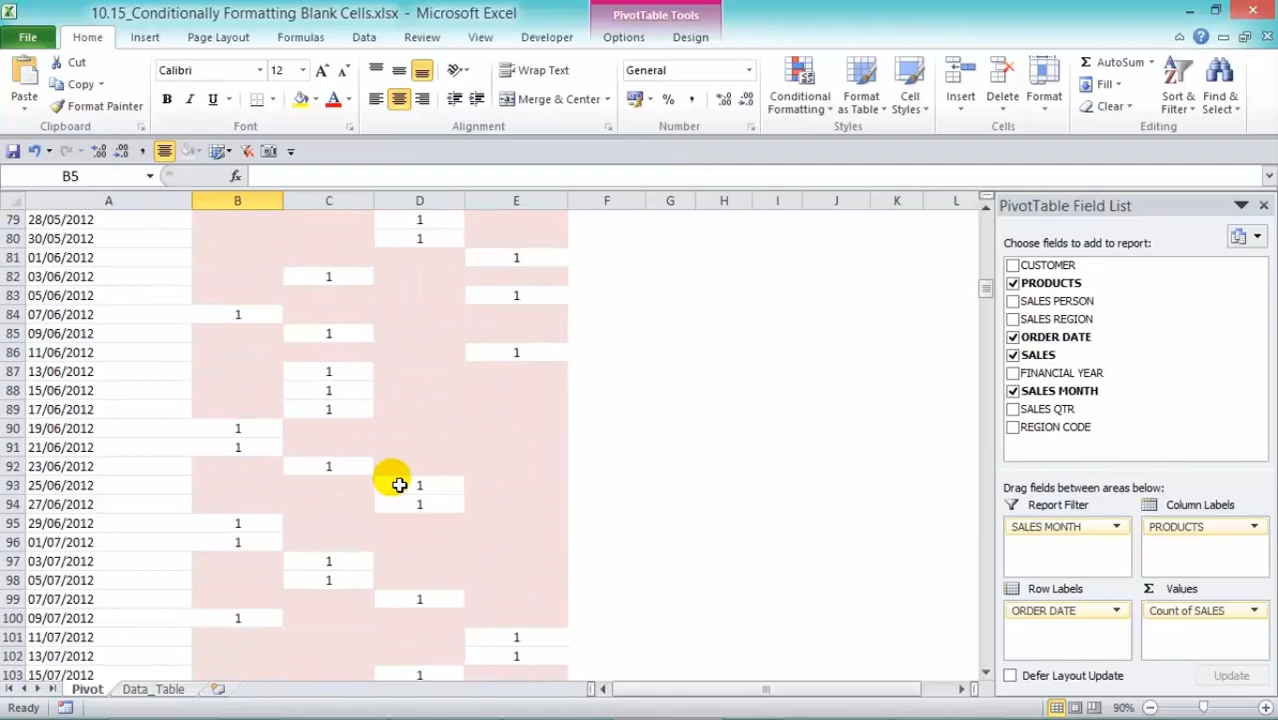 10.15_Conditionally Formatting Blank Cells.xlsx - Microsoft Excel
PivotTable Tools
File Home Insert Page Layout Formulas Data Review View Developer Options Design
Paste
Cut
Copy
Format Painter
Clipboard
Calibri 12
B I U
Font
Wrap Text
Merge & Center
Alignment
General
Number
Conditional Formatting
Format as Table
Cell Styles
Styles
Insert
Delete
Format
Cells
AutoSum
Fill
Clear
Sort & Filter
Find & Select
Editing
B5
fx
A B C D E F G H I J K L
79 28/05/2012 1
80 30/05/2012 1
81 01/06/2012 1
82 03/06/2012 1
83 05/06/2012 1
84 07/06/2012 1
85 09/06/2012 1
86 11/06/2012 1
87 13/06/2012 1
88 15/06/2012 1
89 17/06/2012 1
90 19/06/2012 1
91 21/06/2012 1
92 23/06/2012 1
93 25/06/2012 1
94 27/06/2012 1
95 29/06/2012 1
96 01/07/2012 1
97 03/07/2012 1
98 05/07/2012 1
99 07/07/2012 1
100 09/07/2012 1
101 11/07/2012 1
102 13/07/2012 1
103 15/07/2012 1
PivotTable Field List
Choose fields to add to report:
CUSTOMER
PRODUCTS
SALES PERSON
SALES REGION
ORDER DATE
SALES
FINANCIAL YEAR
SALES MONTH
SALES QTR
REGION CODE
Drag fields between areas below:
Report Filter
Column Labels
SALES MONTH
PRODUCTS
Row Labels
Σ Values
ORDER DATE
Count of SALES
Defer Layout Update
Update
Pivot Data_Table
Ready
90%